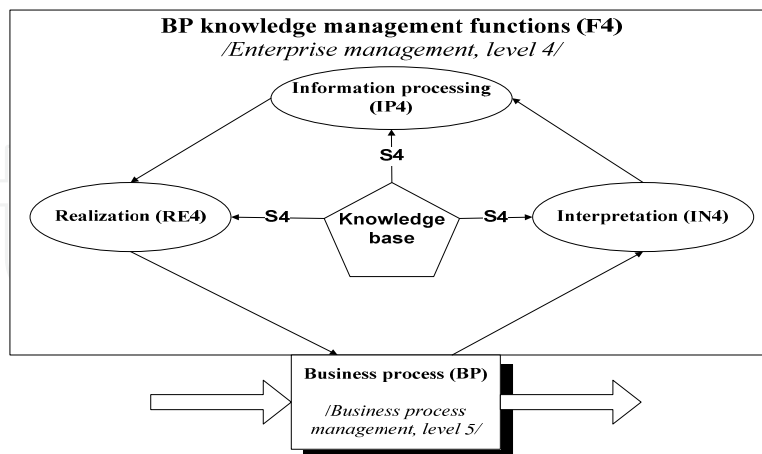 BP knowledge management functions (F4)
/Enterprise management, level 4/
Information processing
(IP4)
S4
Realization (RE4)
S4
Knowledge
base
S4
Interpretation (IN4)
Business process (BP)
/Business process
management, level 5/